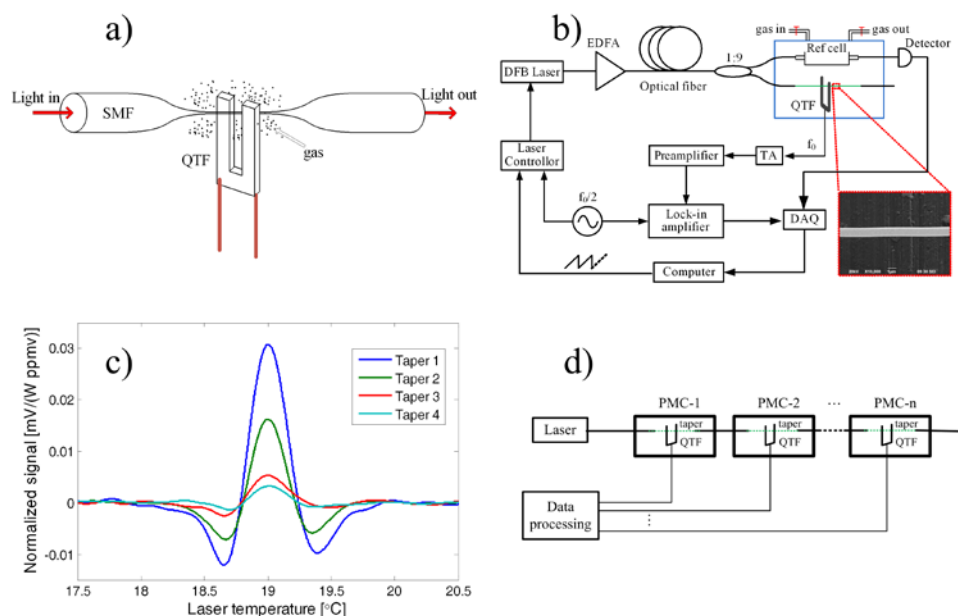 a)
Light in
SMF
Light out
QTF
gas
b)
gas in
gas out
EDFA
1:9
Ref cell
Detector
DFB Laser
Optical fiber
QTF
f₀
Laser
Controllor
Preamplifier
TA
f₀/2
Lock-in
amplifier
DAQ
Computer
c)
Normalized signal [mV/(W ppmv)]
0.03
0.02
0.01
0
-0.01
Taper 1
Taper 2
Taper 3
Taper 4
17.5
18
18.5
19
19.5
20
20.5
Laser temperature [°C]
d)
PMC-1
PMC-2
...
PMC-n
Laser
taper
QTF
taper
QTF
taper
QTF
Data
processing